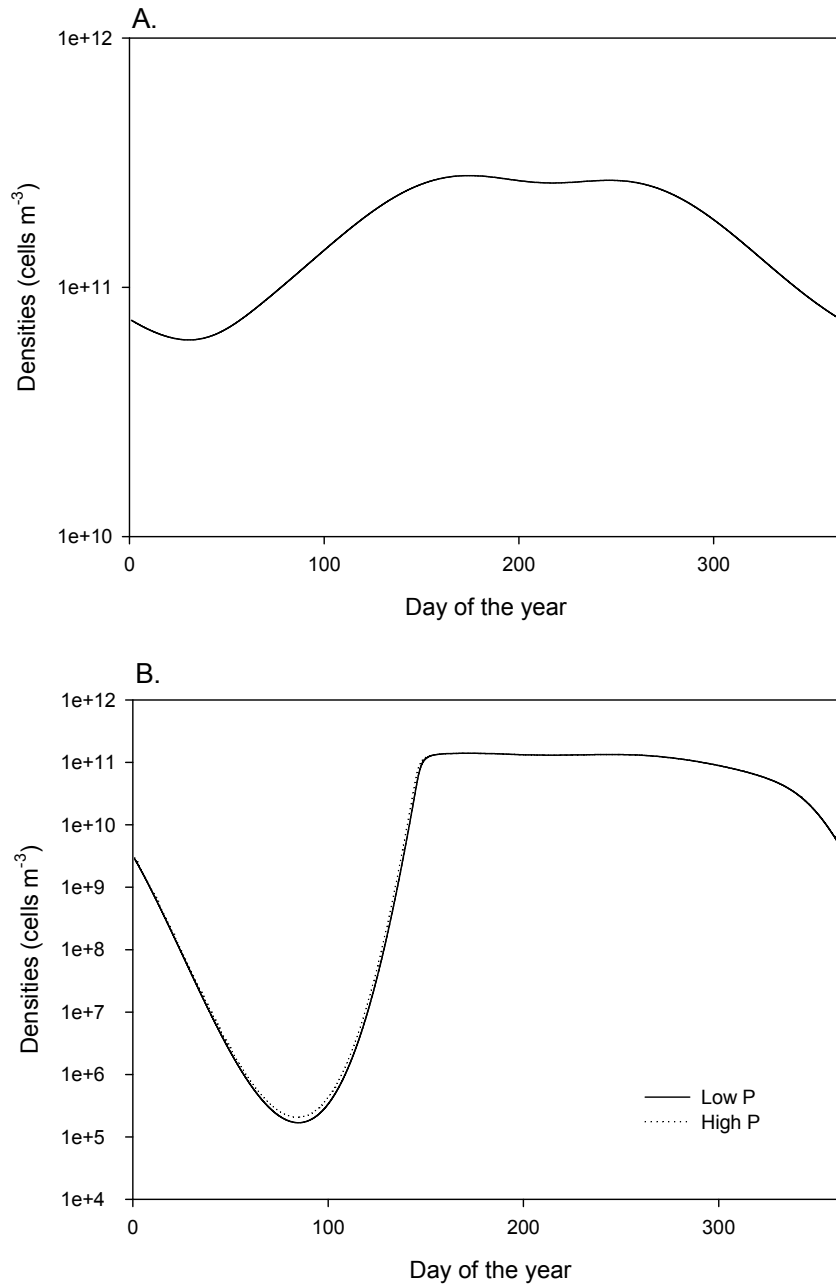 A.
1e+12
1e+11
1e+10
Densities (cells m⁻³)
0 100 200 300
Day of the year
B.
1e+12
1e+11
1e+10
1e+9
1e+8
1e+7
1e+6
1e+5
1e+4
Densities (cells m⁻³)
Low P
High P
0 100 200 300
Day of the year